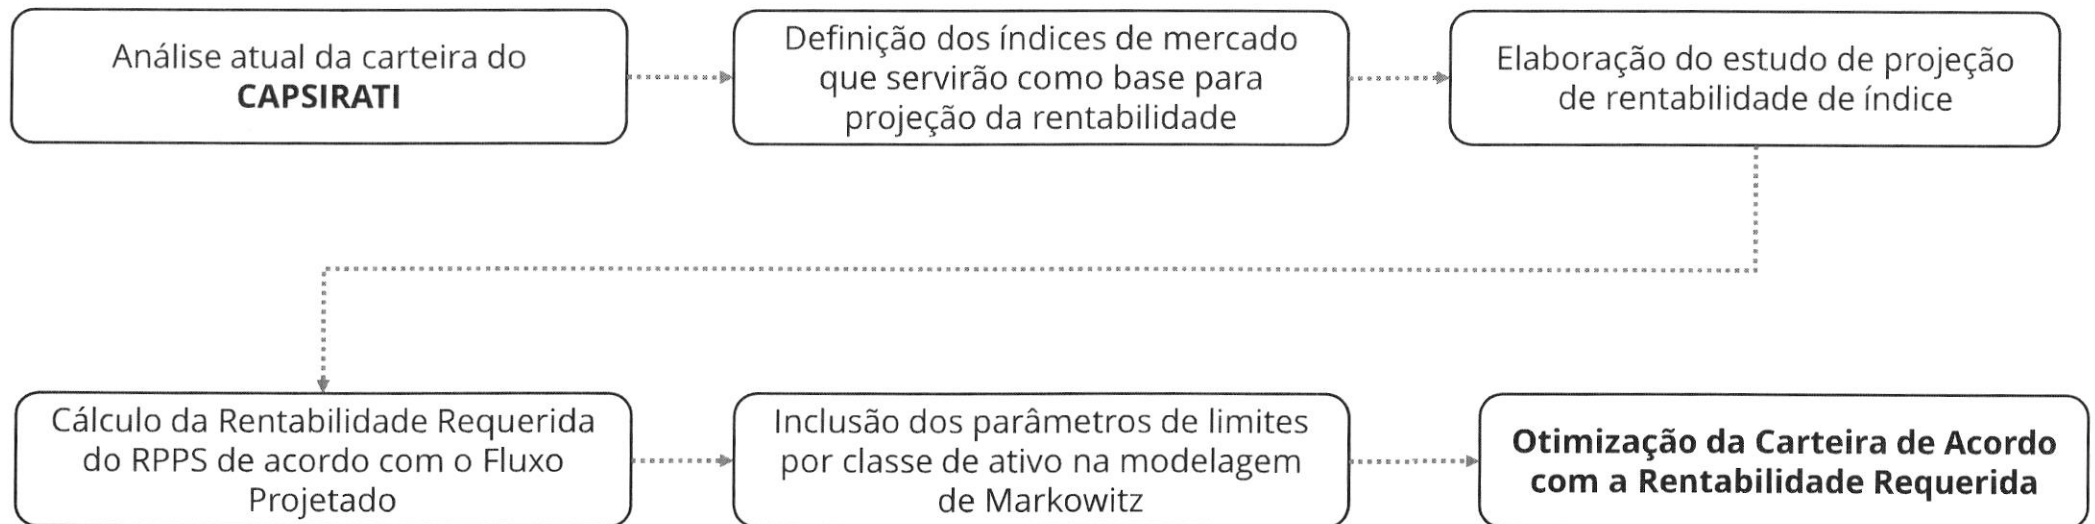 Análise atual da carteira do
CAPSIRATI
Definição dos índices de mercado
que servirão como base para
projeção da rentabilidade
Elaboração do estudo de projeção
de rentabilidade de índice
Cálculo da Rentabilidade Requerida
do RPPS de acordo com o Fluxo
Projetado
Inclusão dos parâmetros de limites
por classe de ativo na modelagem
de Markowitz
Otimização da Carteira de Acordo
com a Rentabilidade Requerida